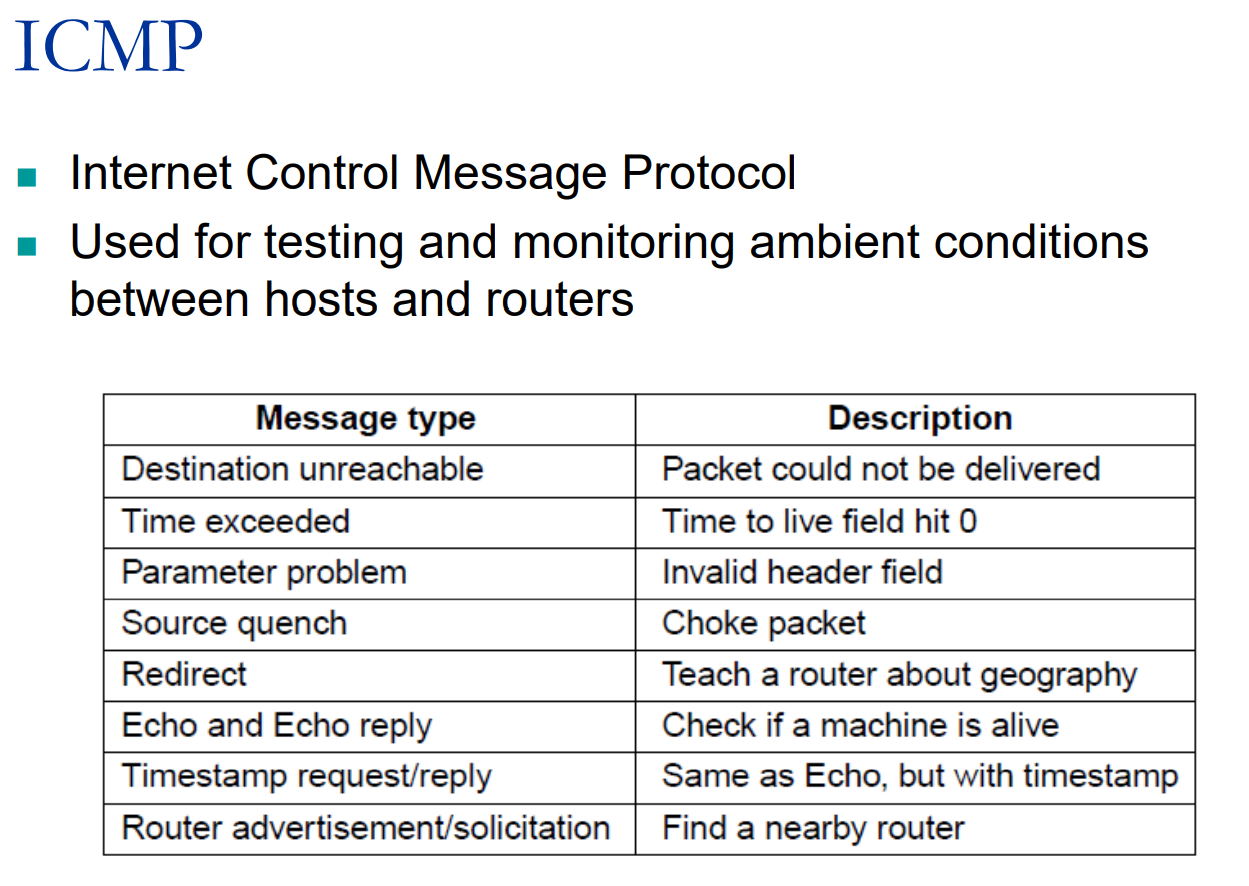 ICMP
Internet Control Message Protocol
Used for testing and monitoring ambient conditions
between hosts and routers
Message type Description
Destination unreachable Packet could not be delivered
Time exceeded Time to live field hit 0
Parameter problem Invalid header field
Source quench Choke packet
Redirect Teach a router about geography
Echo and Echo reply Check if a machine is alive
Timestamp request/reply Same as Echo, but with timestamp
Router advertisement/solicitation Find a nearby router